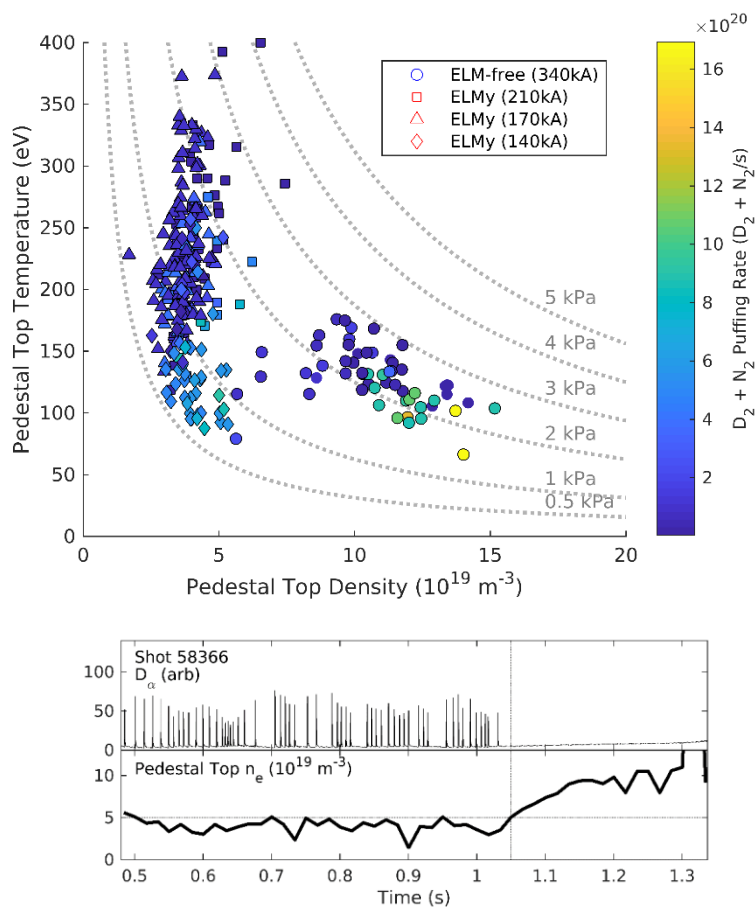 ×10²⁰
400
350
300
250
200
150
100
50
0
Pedestal Top Temperature (eV)
ELM-free (340kA)
ELMy (210kA)
ELMy (170kA)
ELMy (140kA)
5 kPa
4 kPa
3 kPa
2 kPa
1 kPa
0.5 kPa
0 5 10 15 20
Pedestal Top Density (10¹⁹ m⁻³)
16
14
12
10
8
6
4
2
D₂ + N₂ Puffing Rate (D₂ + N₂/s)
Shot 58366
Dα (arb)
100
50
0
Pedestal Top nₑ (10¹⁹ m⁻³)
10
5
0
0.5 0.6 0.7 0.8 0.9 1 1.1 1.2 1.3
Time (s)